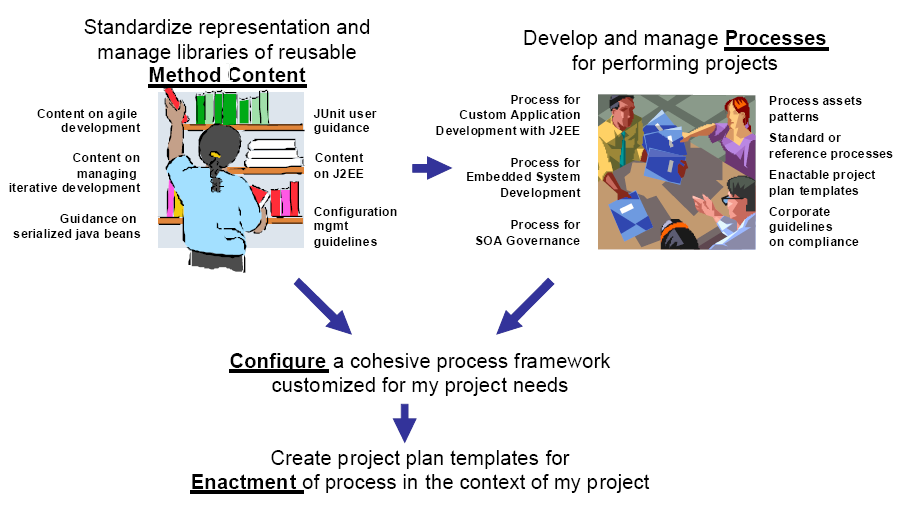 Standardize representation and
manage libraries of reusable
Method Content
Content on agile
development
Content on
managing
iterative development
Guidance on
serialized java beans
JUnit user
guidance
Content
on J2EE
Configuration
mgmt
guidelines
Develop and manage Processes
for performing projects
Process for
Custom Application
Development with J2EE
Process for
Embedded System
Development
Process for
SOA Governance
Process assets
patterns
Standard or
reference processes
Enactable project
plan templates
Corporate
guidelines
on compliance
Configure a cohesive process framework
customized for my project needs
Create project plan templates for
Enactment of process in the context of my project